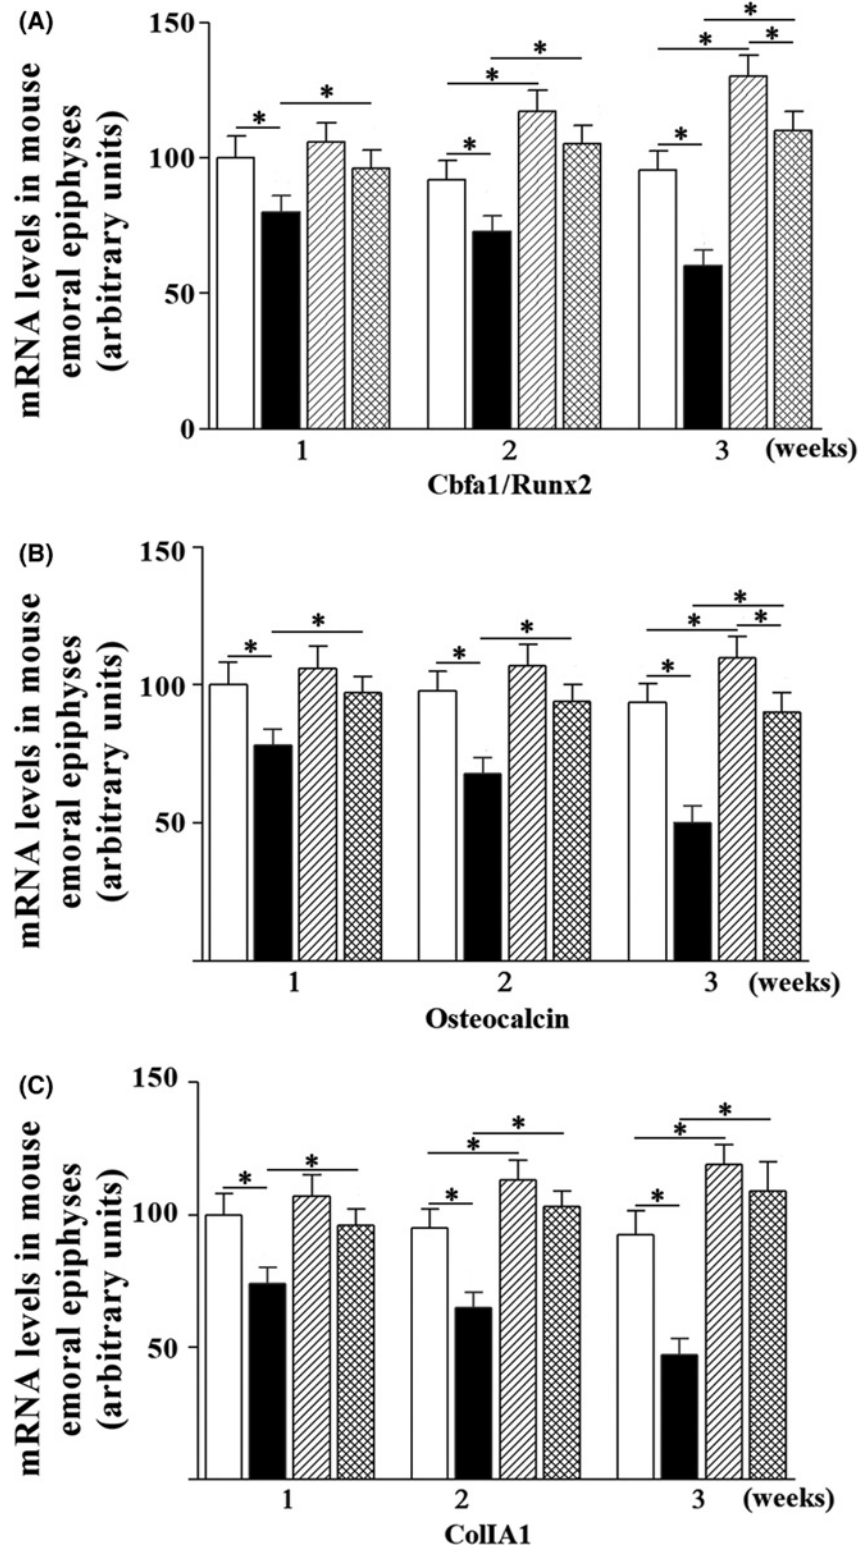 (A)
mRNA levels in mouse
emoral epiphyses
(arbitrary units)
150
100
50
0
* * * * * * * * *
1 2 3 (weeks)
Cbfa1/Runx2
(B)
mRNA levels in mouse
emoral epiphyses
(arbitrary units)
150
100
50
* * * * * * * *
1 2 3 (weeks)
Osteocalcin
(C)
mRNA levels in mouse
emoral epiphyses
(arbitrary units)
150
100
50
* * * * * * * *
1 2 3 (weeks)
ColIA1